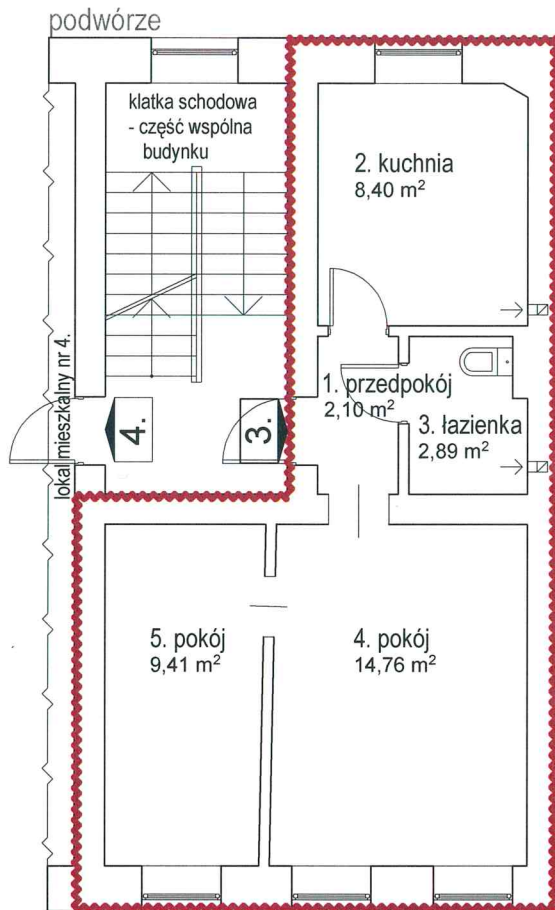 podwórze
klatka schodowa
- część wspólna
budynku
2. kuchnia
8,40 m²
lokal mieszkalny nr 4.
4.
3.
1. przedpokój
2,10 m²
3. łazienka
2,89 m²
5. pokój
9,41 m²
4. pokój
14,76 m²